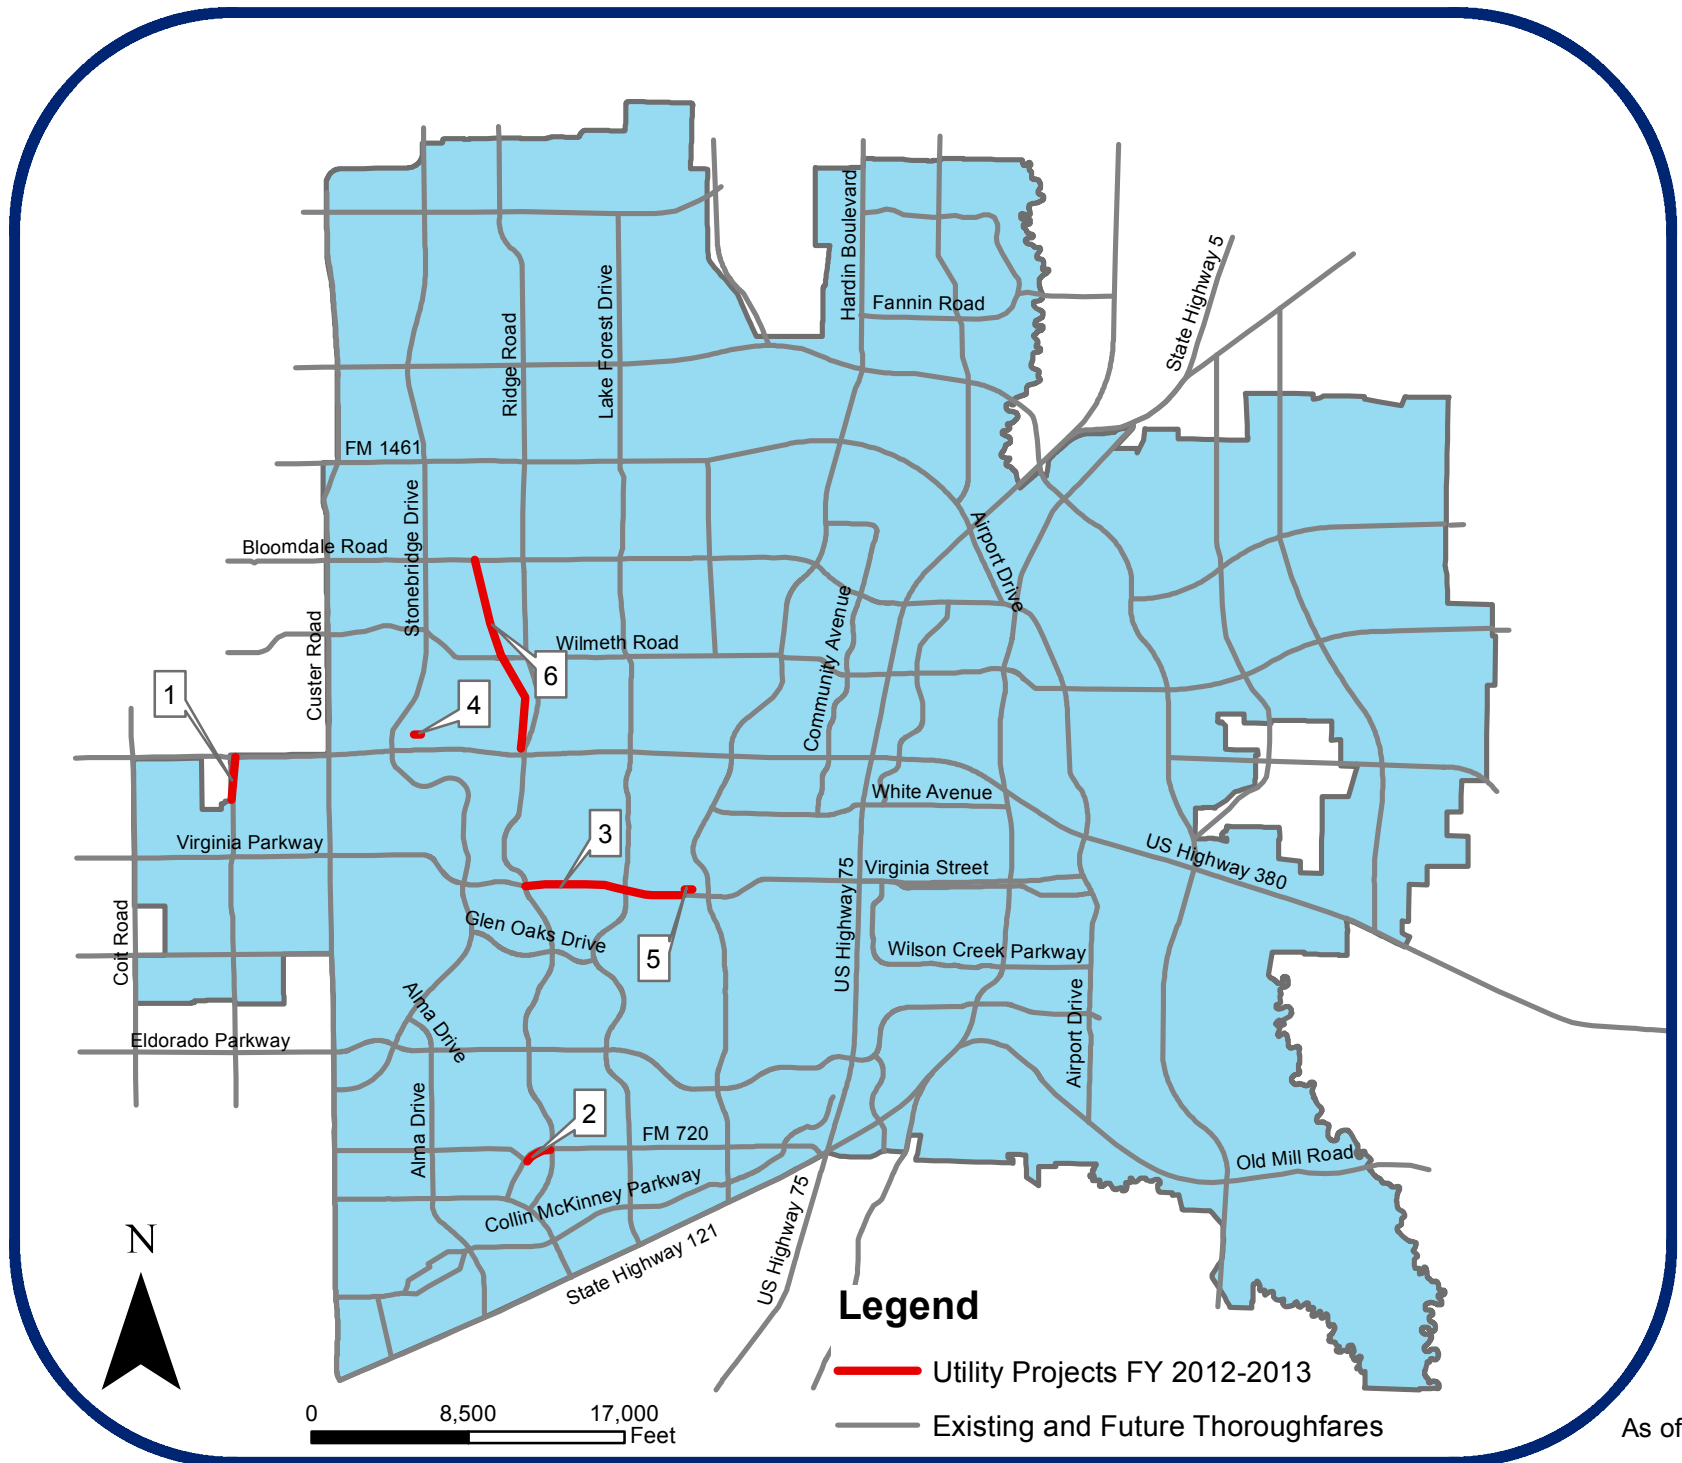 Hardin Boulevard
State Highway 5
Fannin Road
Lake Forest Drive
Ridge Road
FM 1461
Stonebridge Drive
Airport Drive
Bloomdale Road
Community Avenue
Custer Road
Wilmeth Road
6
1
4
White Avenue
3
Virginia Parkway
US Highway 380
Virginia Street
US Highway 75
Coit Road
Glen Oaks Drive
5
Wilson Creek Parkway
Alma Drive
Airport Drive
Eldorado Parkway
Alma Drive
2
FM 720
Old Mill Road
Collin McKinney Parkway
State Highway 121
US Highway 75
N
Legend
Utility Projects FY 2012-2013
Existing and Future Thoroughfares
0 8,500 17,000
Feet
As of